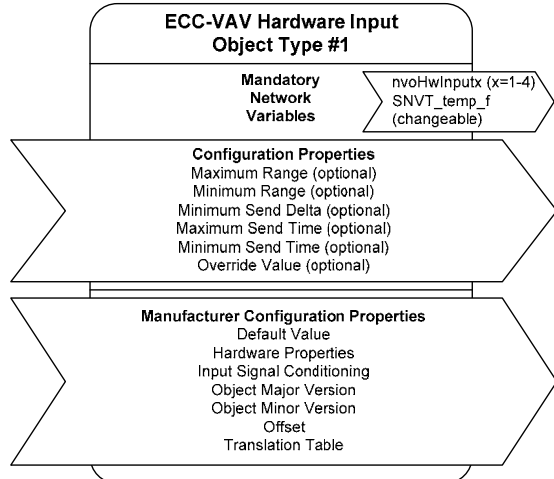 ECC-VAV Hardware Input
Object Type #1
Mandatory
Network
Variables
nvoHwInputx (x=1-4)
SNVT_temp_f
(changeable)
Configuration Properties
Maximum Range (optional)
Minimum Range (optional)
Minimum Send Delta (optional)
Maximum Send Time (optional)
Minimum Send Time (optional)
Override Value (optional)
Manufacturer Configuration Properties
Default Value
Hardware Properties
Input Signal Conditioning
Object Major Version
Object Minor Version
Offset
Translation Table